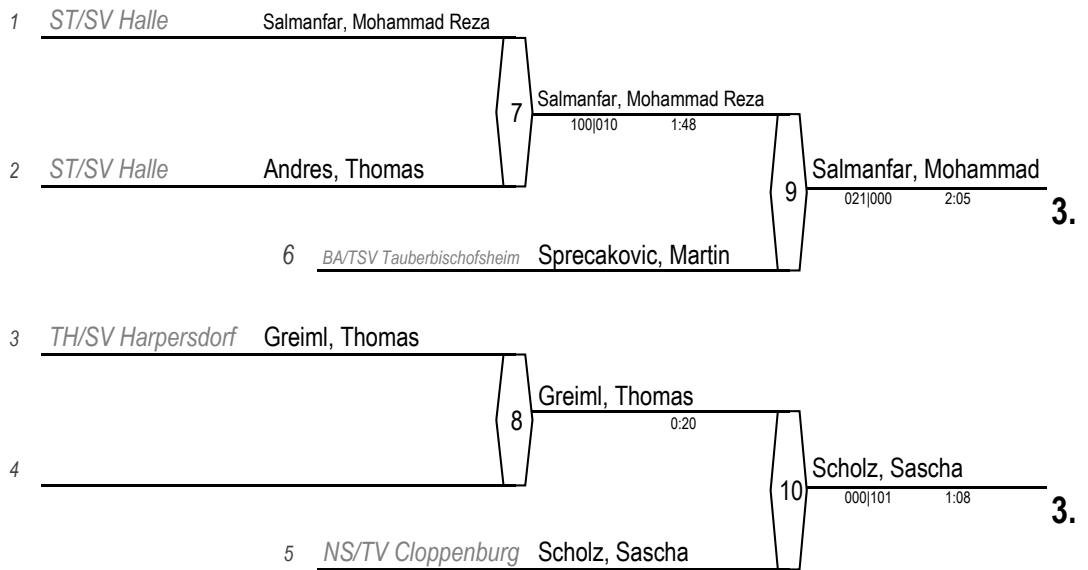 1 ST/SV Halle Salmanfar, Mohammad Reza
7 Salmanfar, Mohammad Reza
100|010 1:48
2 ST/SV Halle Andres, Thomas
9 Salmanfar, Mohammad
021|000 2:05
3.
6 BA/TSV Tauberbischofsheim Sprecakovic, Martin
3 TH/SV Harpersdorf Greiml, Thomas
8 Greiml, Thomas
0:20
4
10 Scholz, Sascha
000|101 1:08
3.
5 NS/TV Cloppenburg Scholz, Sascha